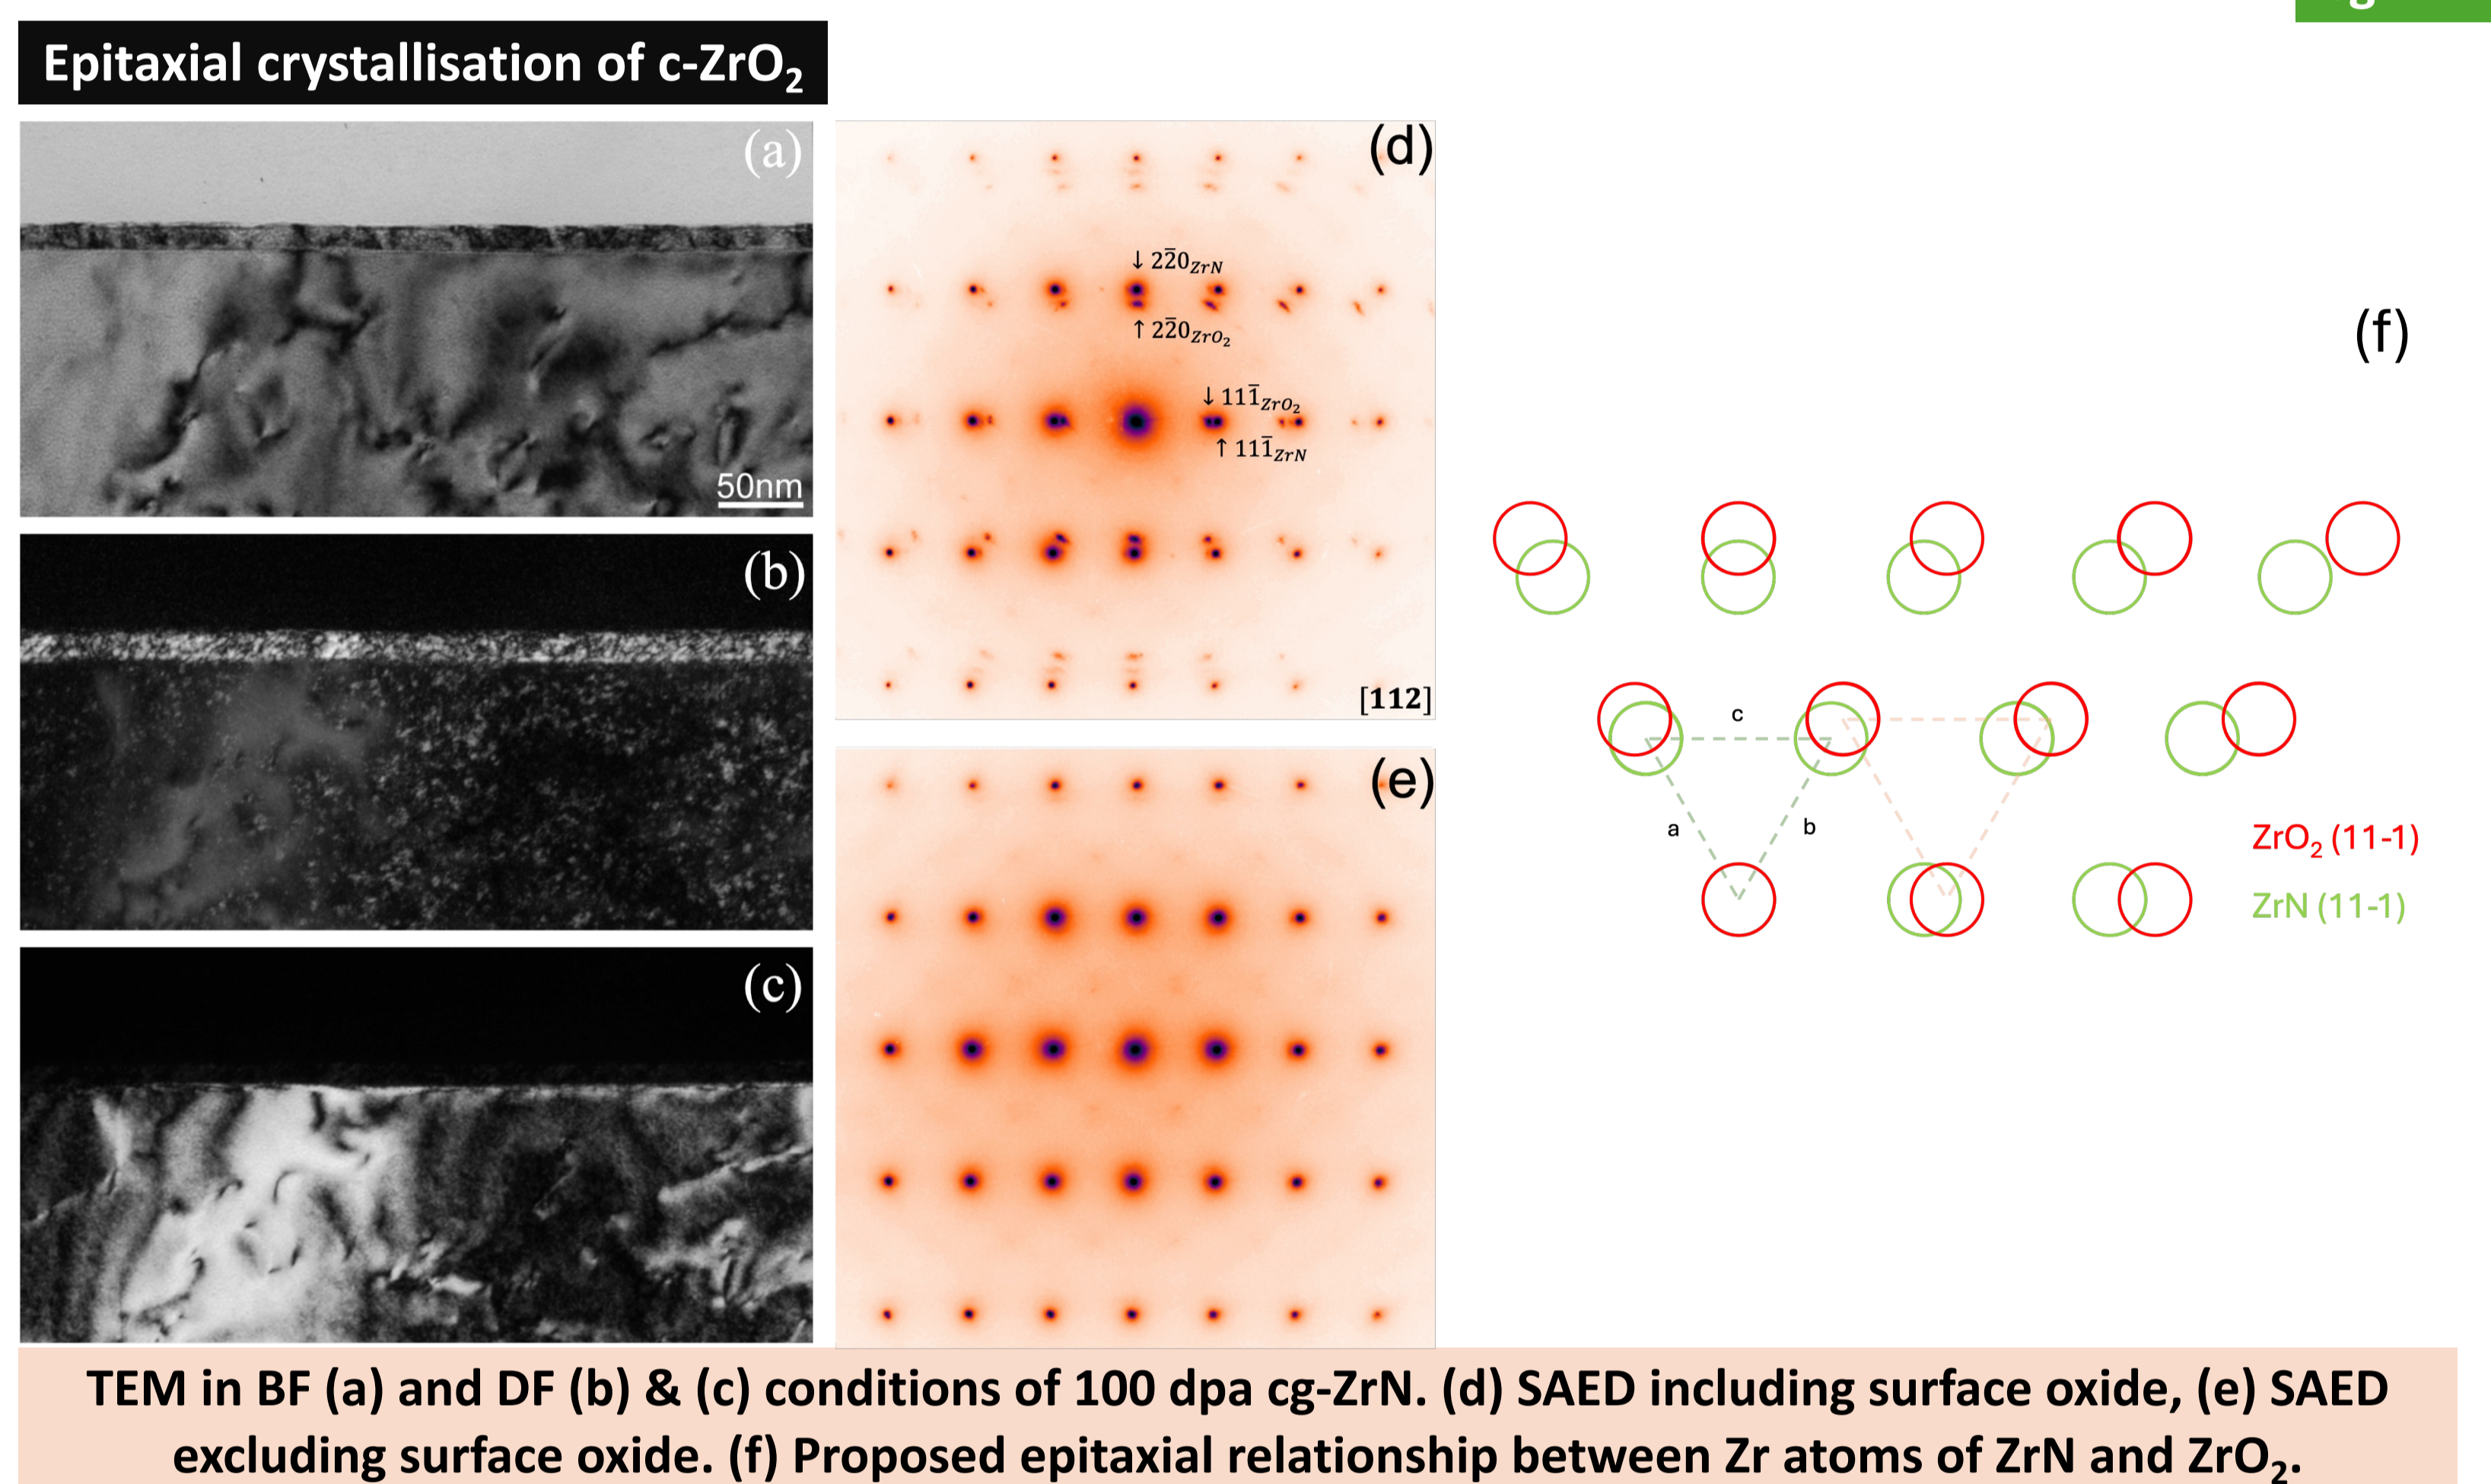 Epitaxial crystallisation of c-ZrO₂
(a)
50nm
(b)
(c)
(d)
↓ 22̅0ZrN
↑ 22̅0ZrO₂
↓ 111̅ZrO₂
↑ 111̅ZrN
[112]
(e)
(f)
c
a
b
ZrO₂ (11-1)
ZrN (11-1)
TEM in BF (a) and DF (b) & (c) conditions of 100 dpa cg-ZrN. (d) SAED including surface oxide, (e) SAED
excluding surface oxide. (f) Proposed epitaxial relationship between Zr atoms of ZrN and ZrO₂.